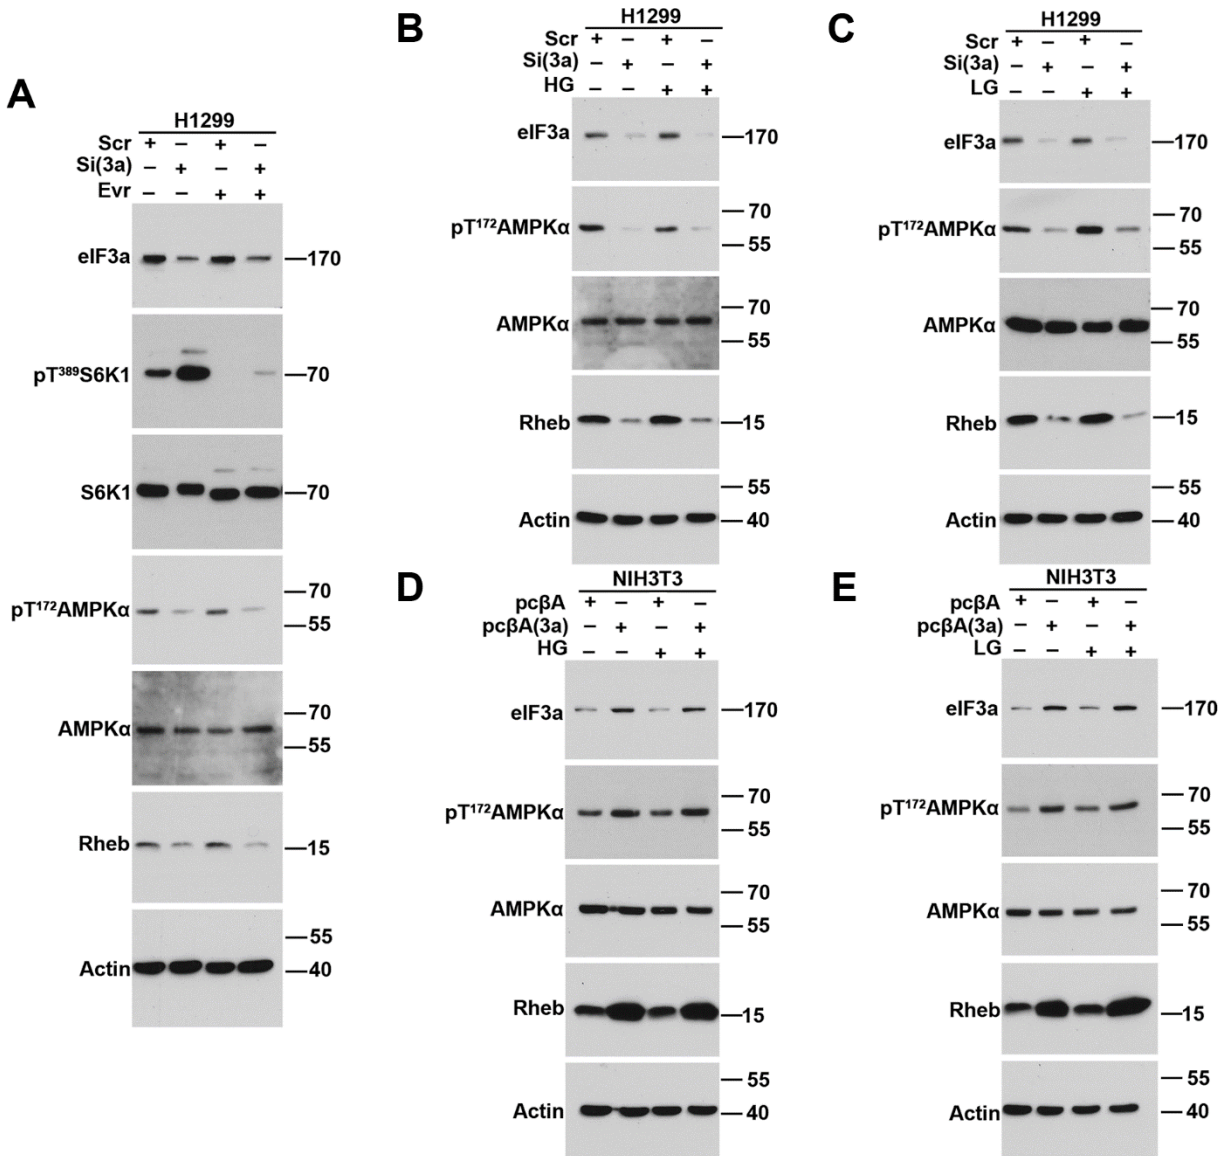 A
H1299
Scr + – + –
Si(3a) – + – +
Evr – – + +
eIF3a —170
pT³⁸⁹S6K1 —70
S6K1 —70
pT¹⁷²AMPKα —70 —55
AMPKα —70 —55
Rheb —15
Actin —55 —40
B
H1299
Scr + – + –
Si(3a) – + – +
HG – – + +
eIF3a —170
pT¹⁷²AMPKα —70 —55
AMPKα —70 —55
Rheb —15
Actin —55 —40
C
H1299
Scr + – + –
Si(3a) – + – +
LG – – + +
eIF3a —170
pT¹⁷²AMPKα —70 —55
AMPKα —70 —55
Rheb —15
Actin —55 —40
D
NIH3T3
pcβA + – + –
pcβA(3a) – + – +
HG – – + +
eIF3a —170
pT¹⁷²AMPKα —70 —55
AMPKα —70 —55
Rheb —15
Actin —55 —40
E
NIH3T3
pcβA + – + –
pcβA(3a) – + – +
LG – – + +
eIF3a —170
pT¹⁷²AMPKα —70 —55
AMPKα —70 —55
Rheb —15
Actin —55 —40